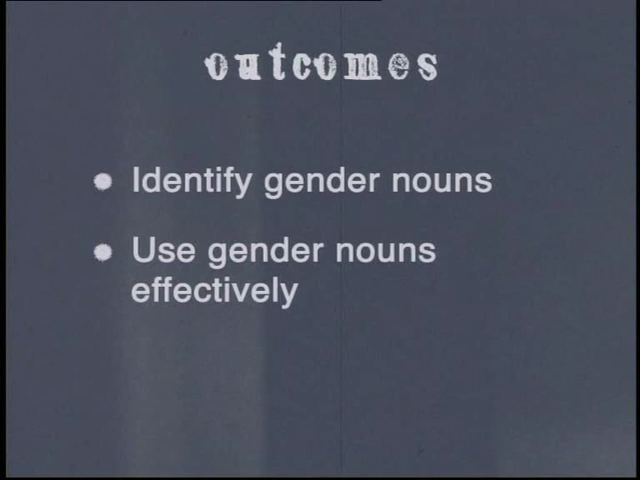 outcomes
Identify gender nouns
Use gender nouns
effectively